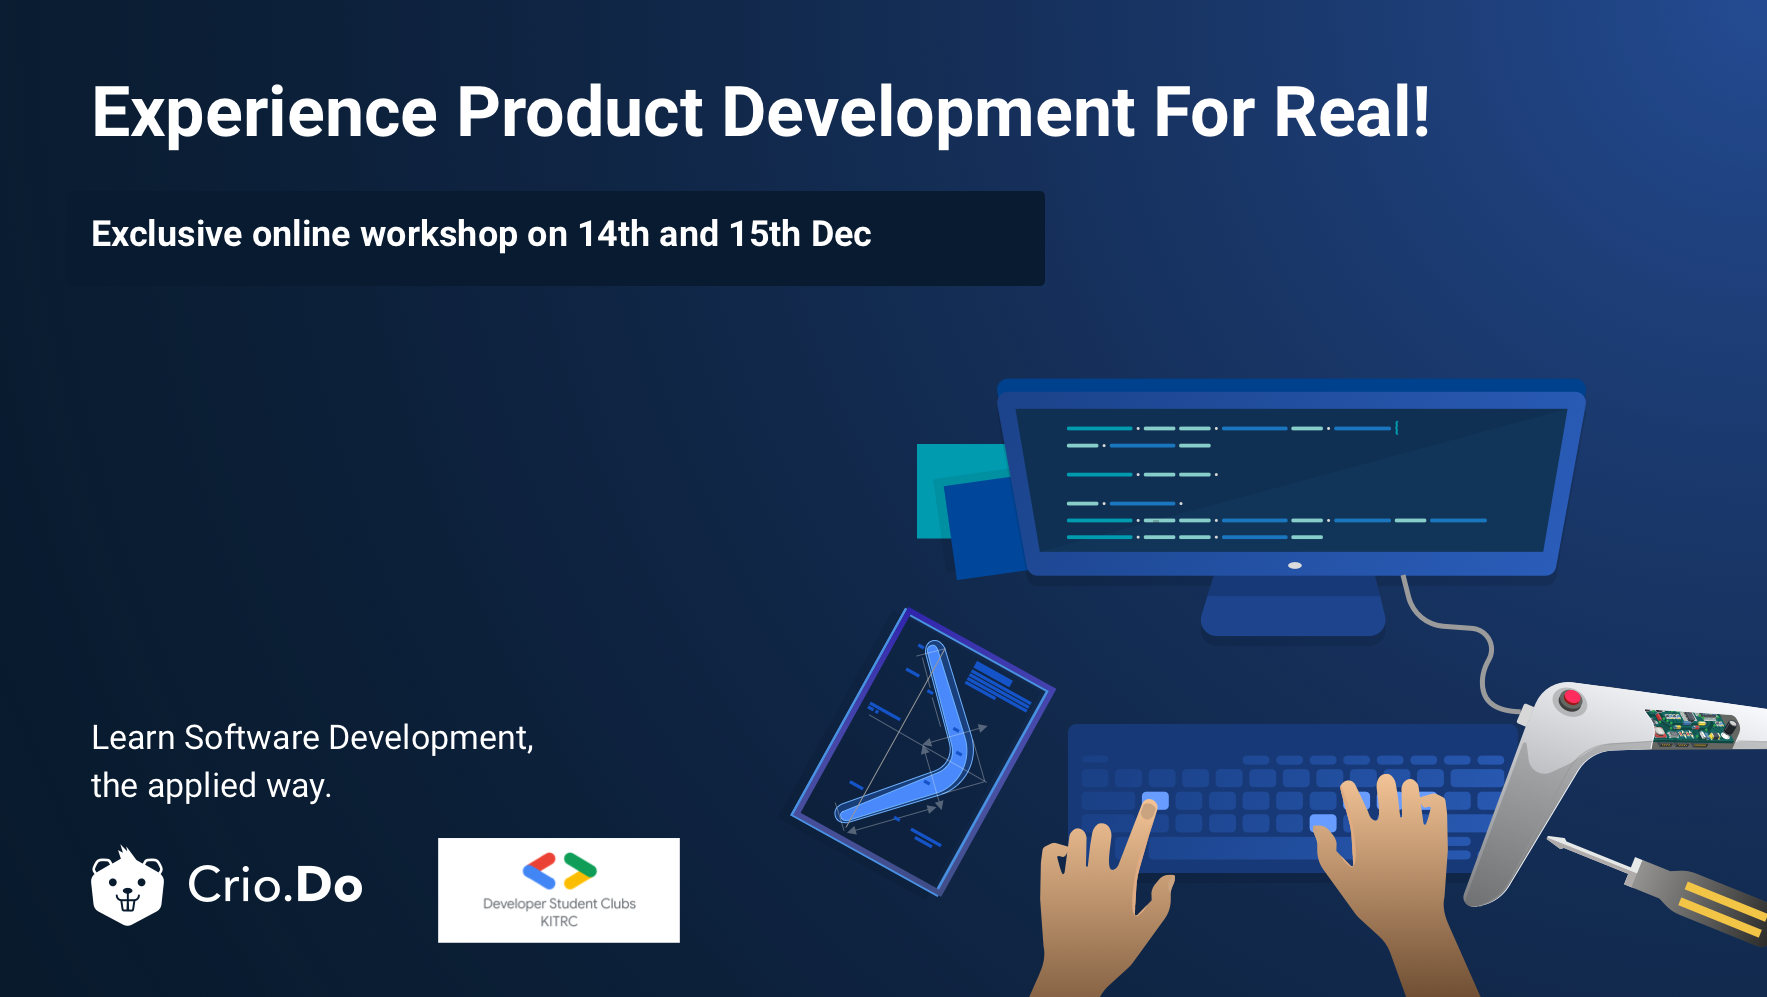 Experience Product Development For Real!
Exclusive online workshop on 14th and 15th Dec
Learn Software Development,
the applied way.
Crio.Do
Developer Student Clubs
KITRC